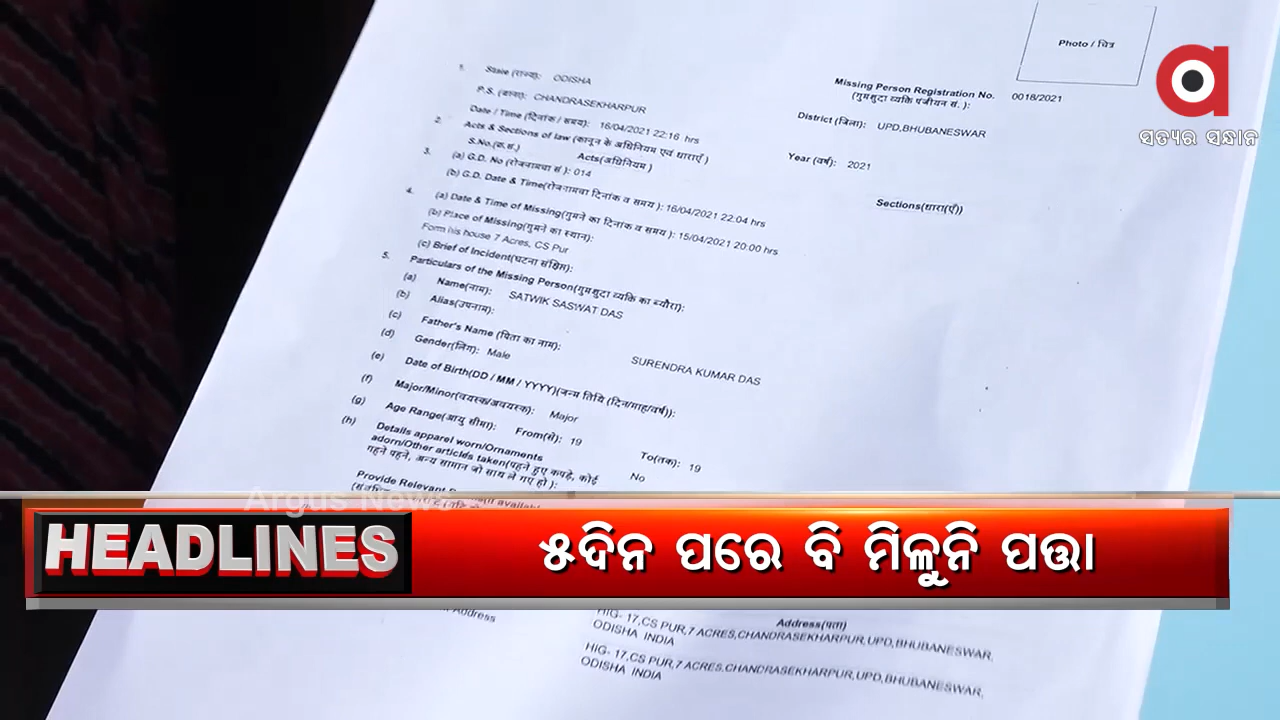 Photo / चित्र
ସତ୍ୟର ସନ୍ଧାନ
1. State (राज्य): ODISHA
Missing Person Registration No. 0018/2021
(गुमशुदा व्यक्ति पंजीयन सं. ):
P.S. (थाना): CHANDRASEKHARPUR
District (जिला): UPD,BHUBANESWAR
Date / Time (दिनांक / समय): 16/04/2021 22:16 hrs
Year (वर्ष): 2021
2. Acts & Sections of law (कानून के अधिनियम एवं धाराएँ )
S.No.(क्र.सं.) Acts(अधिनियम ) Sections(धारा(एँ))
3. (a) G.D. No (रोजनामचा सं ): 014
(b) G.D. Date & Time(रोजनामचा दिनांक व समय ): 16/04/2021 22:04 hrs
4. (a) Date & Time of Missing(गुमने का दिनांक व समय ): 15/04/2021 20:00 hrs
(b) Place of Missing(गुमने का स्थान):
Form his house 7 Acres, CS Pur
(c) Brief of Incident(घटना संक्षिप्त):
5. Particulars of the Missing Person(गुमशुदा व्यक्ति का ब्यौरा):
(a) Name(नाम): SATWIK SASWAT DAS
(b) Alias(उपनाम):
(c) Father's Name (पिता का नाम): SURENDRA KUMAR DAS
(d) Gender(लिंग): Male
(e) Date of Birth(DD / MM / YYYY)(जन्म तिथि (दिन/माह/वर्ष)):
(f) Major/Minor(वयस्क/अवयस्क): Major
(g) Age Range(आयु सीमा): From(से): 19 To(तक): 19
(h) Details apparel worn/Ornaments
adorn/Other articles taken(पहने हुए कपड़े, कोई No
गहने पहने, अन्य सामान जो साथ ले गए हो ):
Provide Relevant
Argus News
HEADLINES
୫ଦିନ ପରେ ବି ମିଳୁନି ପତ୍ତା
Address
Address(पता)
HIG- 17,CS PUR,7 ACRES,CHANDRASEKHARPUR,UPD,BHUBANESWAR,
ODISHA INDIA
HIG- 17,CS PUR,7 ACRES,CHANDRASEKHARPUR,UPD,BHUBANESWAR,
ODISHA INDIA